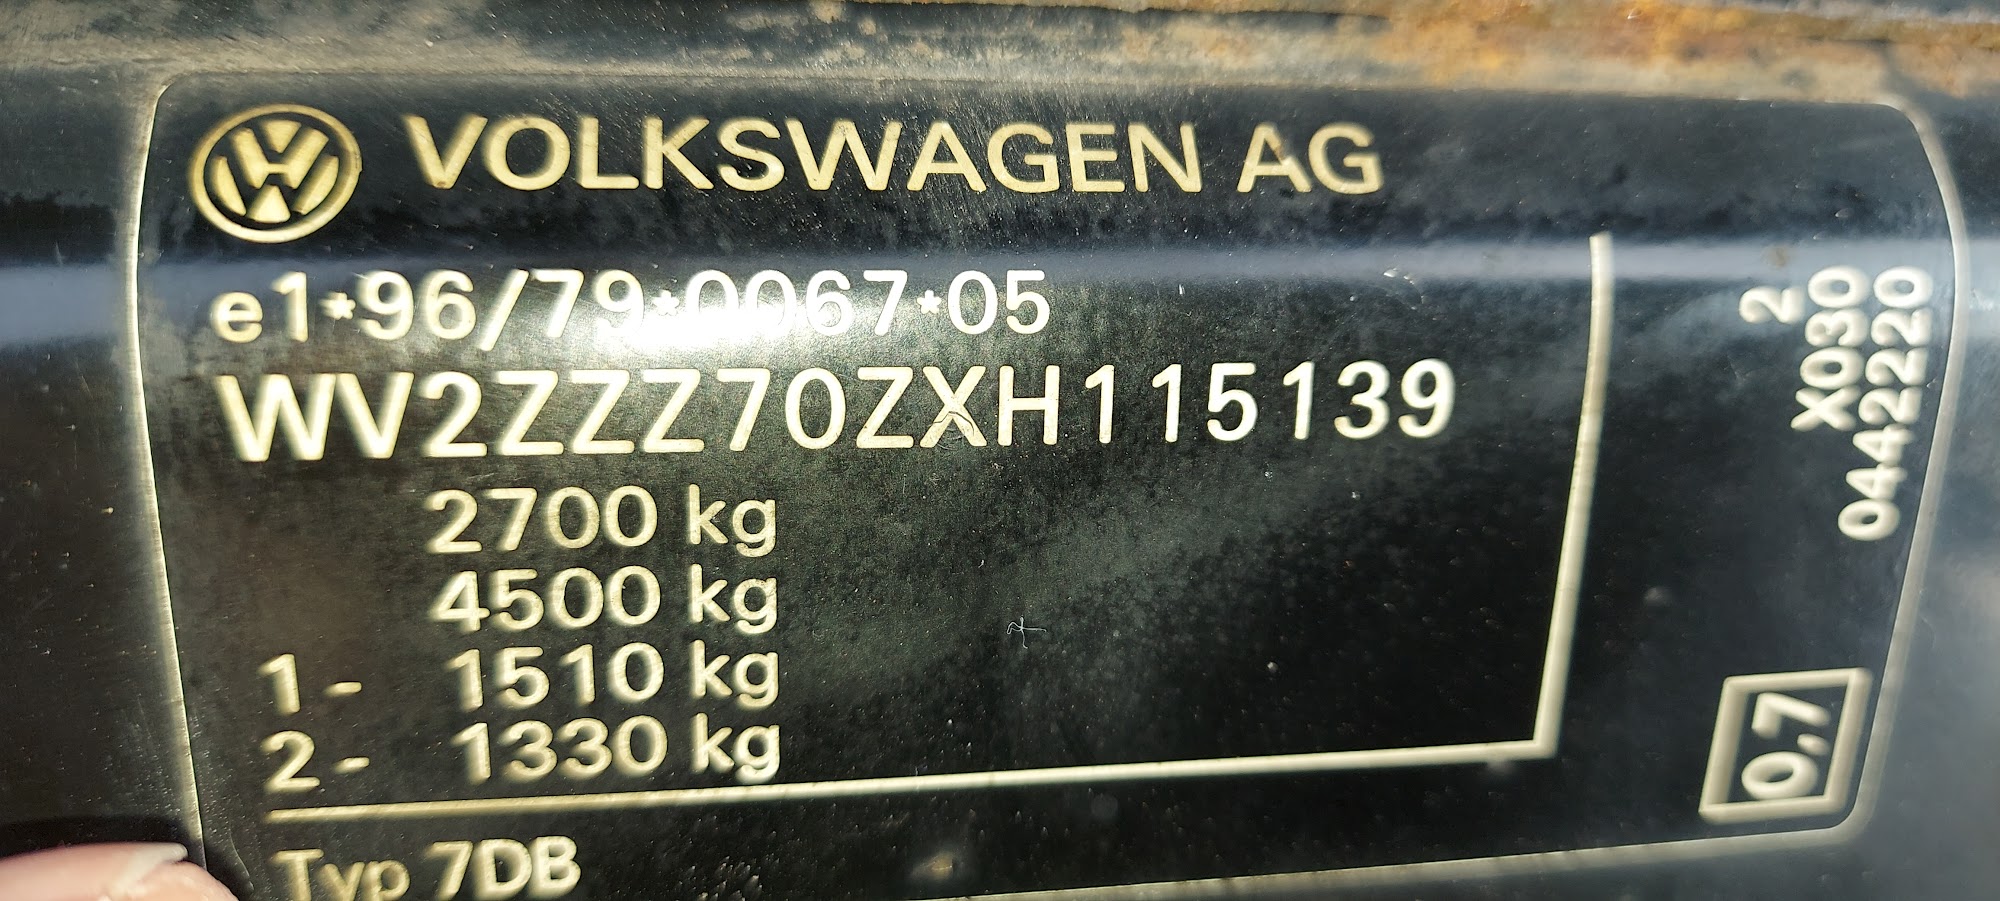 VOLKSWAGEN AG
e1*96/79*0067*05
WV2ZZZ70ZXH115139
2700 kg
4500 kg
1- 1510 kg
2- 1330 kg
Typ 7DB
2
X030
0442220
0,7